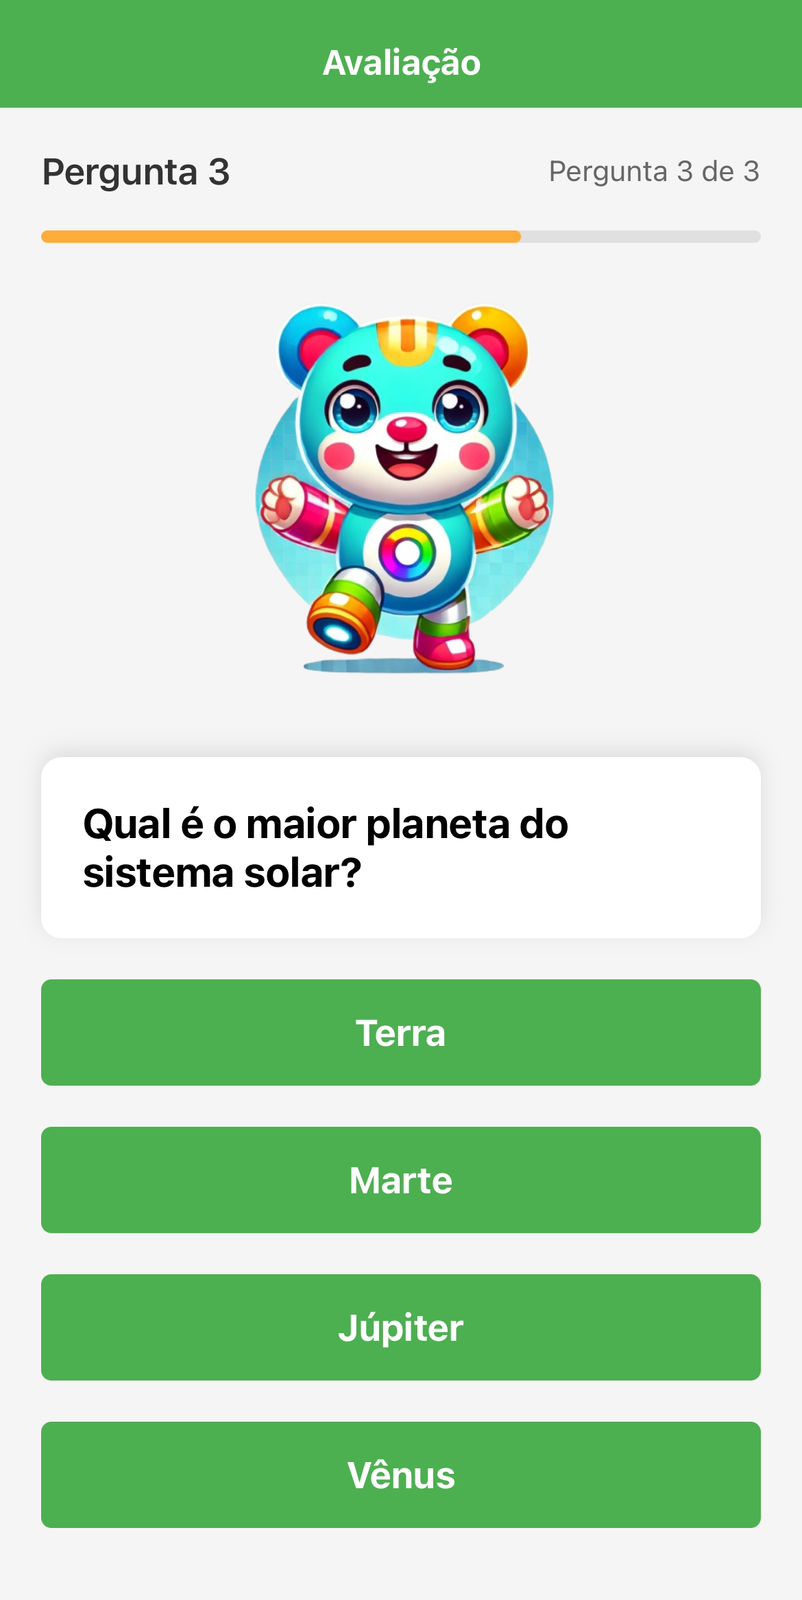 Avaliação
Pergunta 3
Pergunta 3 de 3
Qual é o maior planeta do
sistema solar?
Terra
Marte
Júpiter
Vênus